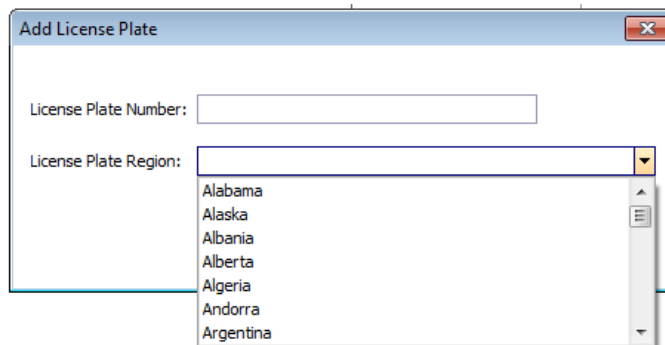 Add License Plate
License Plate Number:
License Plate Region:
Alabama
Alaska
Albania
Alberta
Algeria
Andorra
Argentina